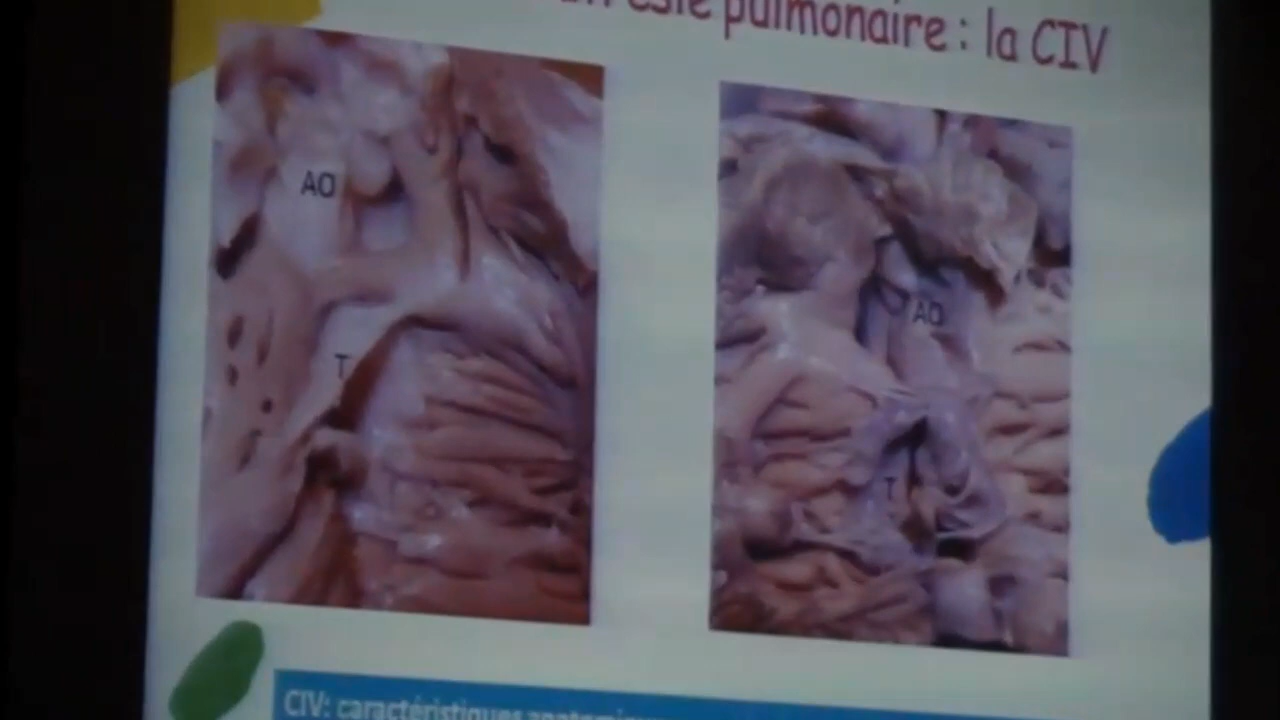 pulmonaire : la CIV
AO
T
AO
T
CIV: caractéristiques